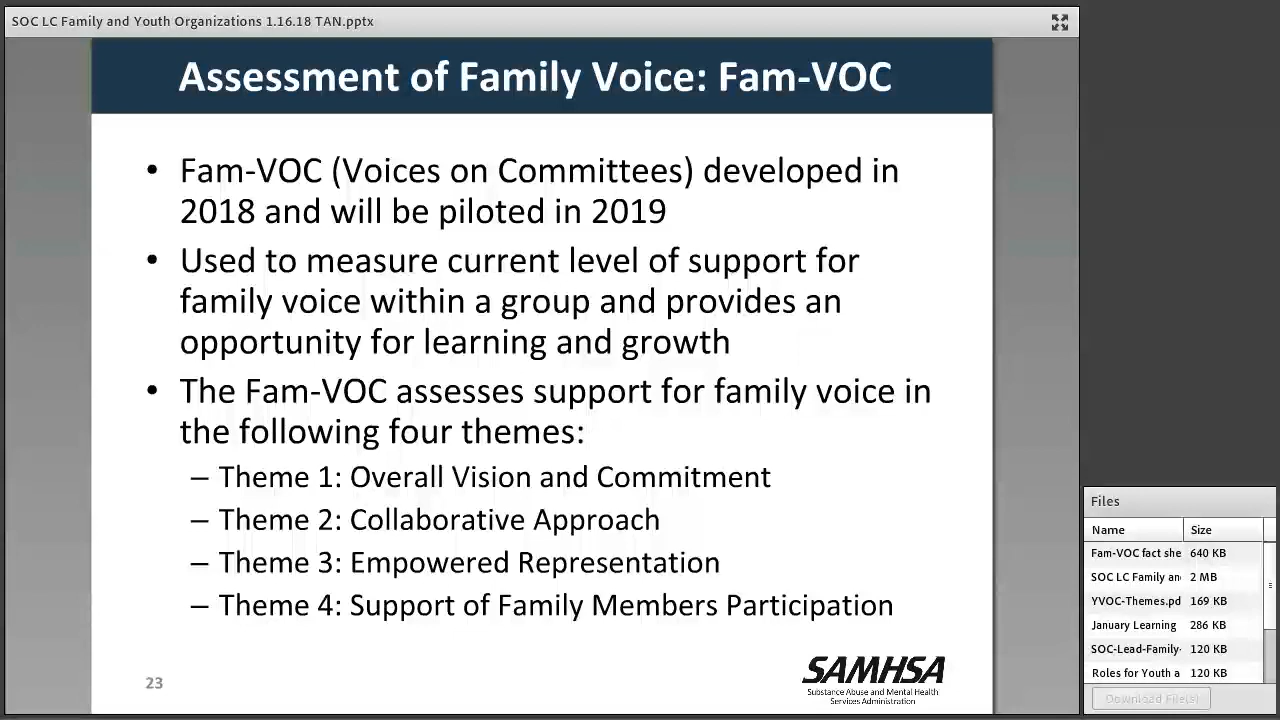 SOC LC Family and Youth Organizations 1.16.18 TAN.pptx
Assessment of Family Voice: Fam-VOC
• Fam-VOC (Voices on Committees) developed in
2018 and will be piloted in 2019
• Used to measure current level of support for
family voice within a group and provides an
opportunity for learning and growth
• The Fam-VOC assesses support for family voice in
the following four themes:
– Theme 1: Overall Vision and Commitment
– Theme 2: Collaborative Approach
– Theme 3: Empowered Representation
– Theme 4: Support of Family Members Participation
23
SAMHSA
Substance Abuse and Mental Health
Services Administration
Files
Name Size
Fam-VOC fact she 640 KB
SOC LC Family an 2 MB
YVOC-Themes.pd 169 KB
January Learning 286 KB
SOC-Lead-Family- 120 KB
Roles for Youth a 120 KB
Download File(s)